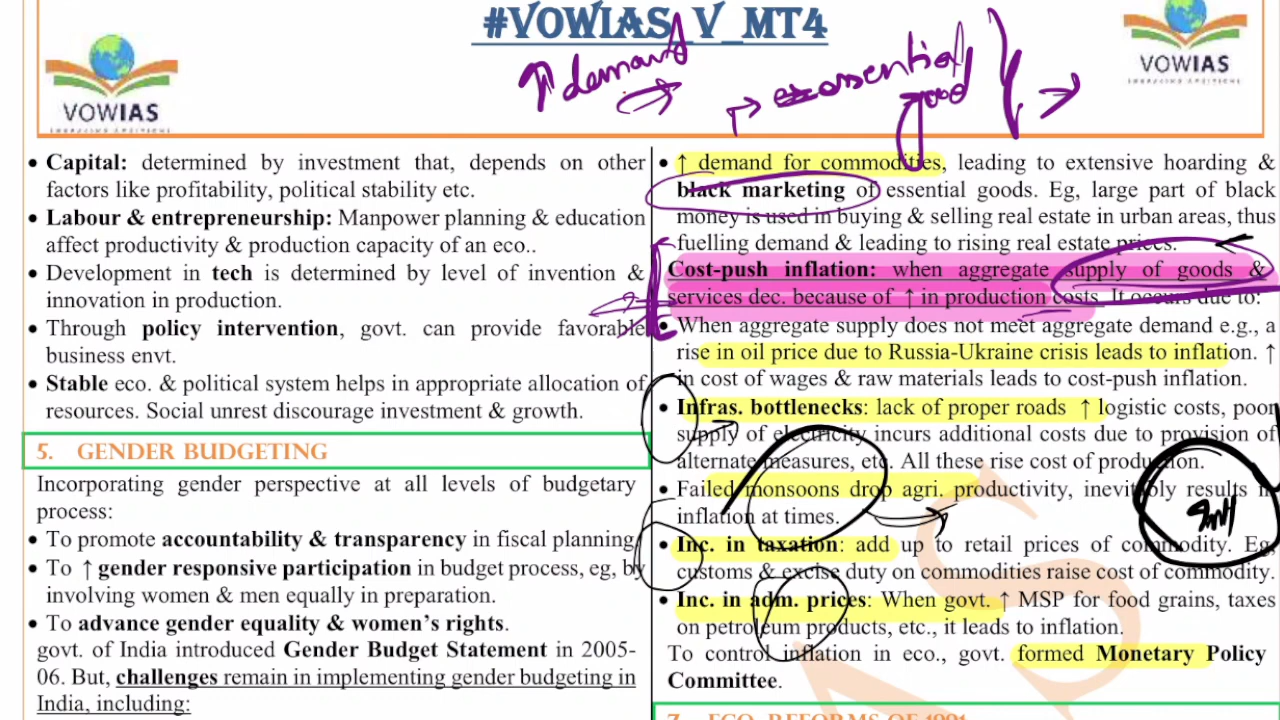 #VOWIAS_V_MT4
VOWIAS
VOWIAS
↑ demand
essential
good
• Capital: determined by investment that, depends on other
factors like profitability, political stability etc.
• Labour & entrepreneurship: Manpower planning & education
affect productivity & production capacity of an eco..
• Development in tech is determined by level of invention &
innovation in production.
• Through policy intervention, govt. can provide favorable
business envt.
• Stable eco. & political system helps in appropriate allocation of
resources. Social unrest discourage investment & growth.
5. GENDER BUDGETING
Incorporating gender perspective at all levels of budgetary
process:
• To promote accountability & transparency in fiscal planning
• To ↑ gender responsive participation in budget process, eg, by
involving women & men equally in preparation.
• To advance gender equality & women's rights.
govt. of India introduced Gender Budget Statement in 2005-
06. But, challenges remain in implementing gender budgeting in
India, including:
• ↑ demand for commodities, leading to extensive hoarding &
black marketing of essential goods. Eg, large part of black
money is used in buying & selling real estate in urban areas, thus
fuelling demand & leading to rising real estate prices.
Cost-push inflation: when aggregate supply of goods &
services dec. because of ↑ in production costs. It occurs due to:
• When aggregate supply does not meet aggregate demand e.g., a
rise in oil price due to Russia-Ukraine crisis leads to inflation. ↑
in cost of wages & raw materials leads to cost-push inflation.
• Infras. bottlenecks: lack of proper roads ↑ logistic costs, poor
supply of electricity incurs additional costs due to provision of
alternate measures, etc. All these rise cost of production.
• Failed monsoons drop agri. productivity, inevitably results in
inflation at times.
• Inc. in taxation: add up to retail prices of commodity. Eg,
customs & excise duty on commodities raise cost of commodity.
• Inc. in adm. prices: When govt. ↑ MSP for food grains, taxes
on petroleum products, etc., it leads to inflation.
To control inflation in eco., govt. formed Monetary Policy
Committee.
7. ECO. REFORMS OF 1991